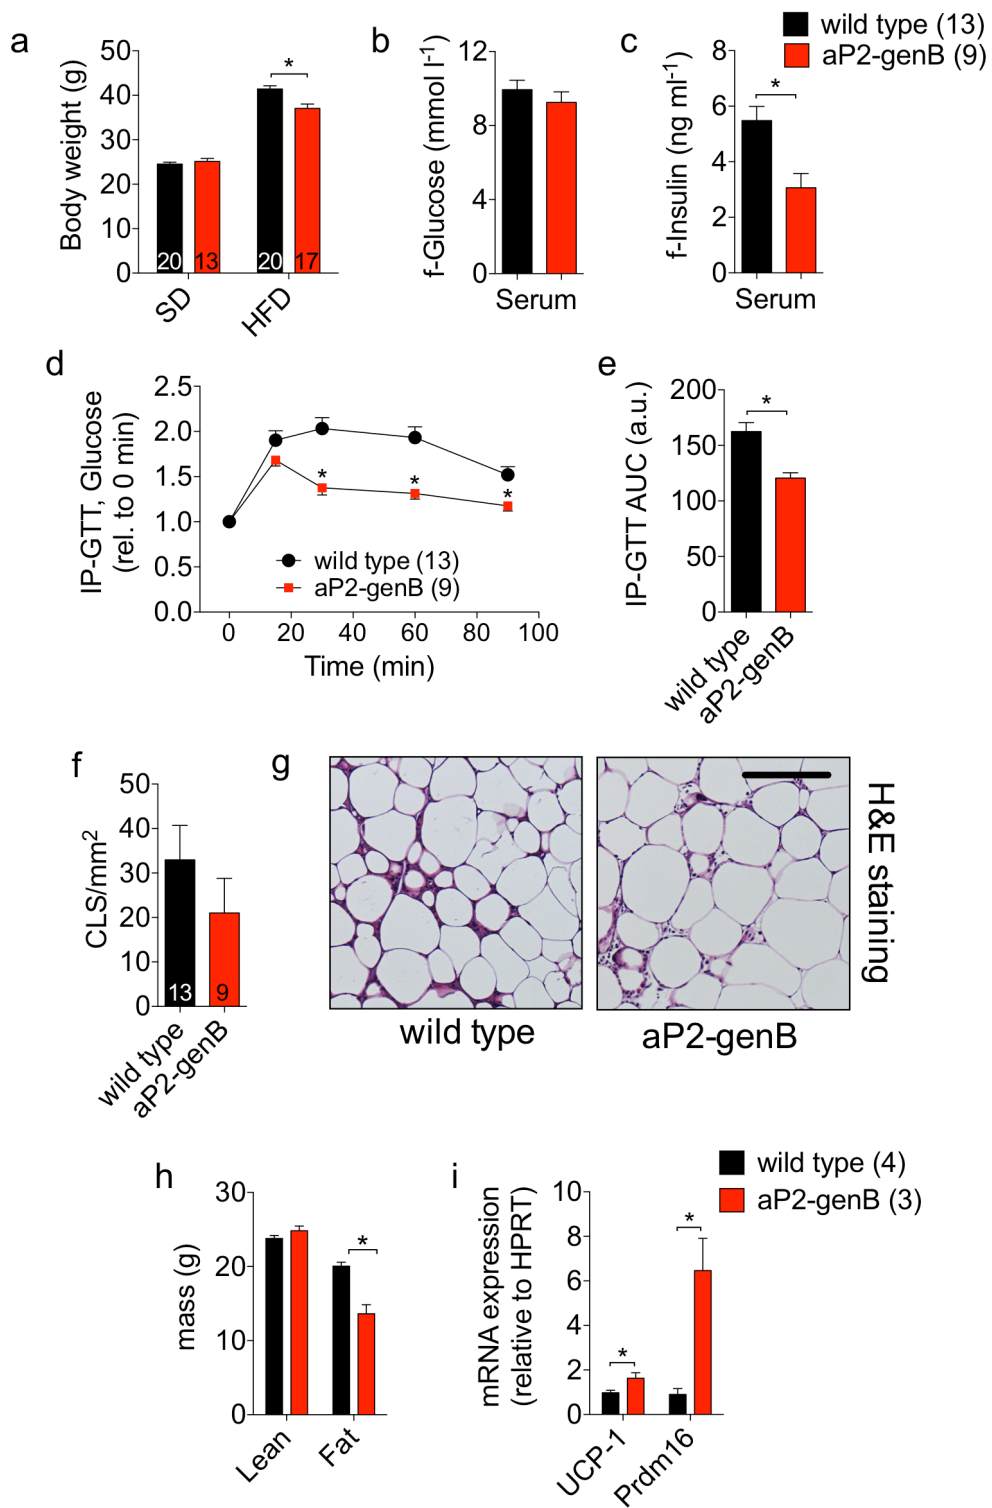 wild type (13)
aP2-genB (9)
a
Body weight (g)
50
40
30
20
10
0
*
20
13
20
17
SD
HFD
b
f-Glucose (mmol l-1)
12
8
4
0
Serum
c
f-Insulin (ng ml-1)
8
6
4
2
0
*
Serum
d
IP-GTT, Glucose
(rel. to 0 min)
2.5
2.0
1.5
1.0
0.5
0.0
*
*
*
wild type (13)
aP2-genB (9)
0
20
40
60
80
100
Time (min)
e
IP-GTT AUC (a.u.)
200
150
100
50
0
*
wild type
aP2-genB
f
CLS/mm2
50
40
30
20
10
0
13
9
wild type
aP2-genB
g
H&E staining
wild type
aP2-genB
h
mass (g)
30
20
10
0
*
Lean
Fat
i
wild type (4)
aP2-genB (3)
mRNA expression
(relative to HPRT)
10
8
6
4
2
0
*
*
UCP-1
Prdm16